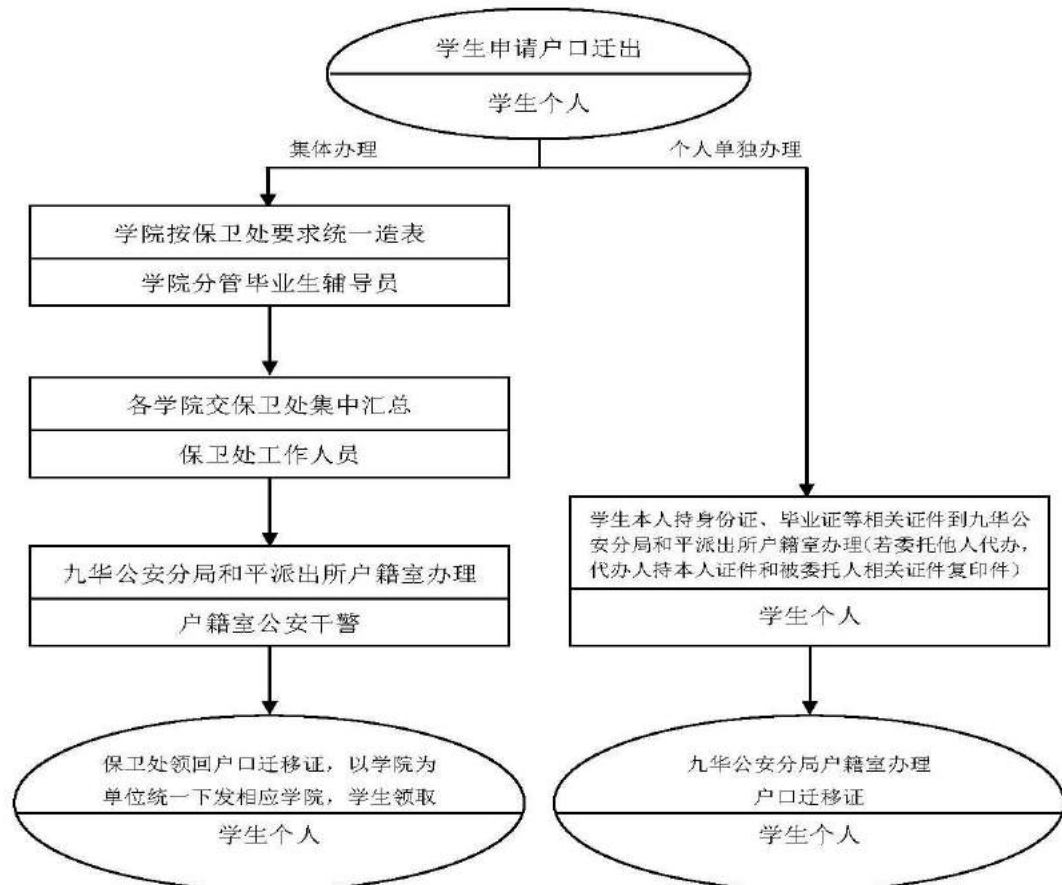 学生申请户口迁出
学生个人
集体办理
个人单独办理
学院按保卫处要求统一造表
学院分管毕业生辅导员
各学院交保卫处集中汇总
保卫处工作人员
九华公安分局和平派出所户籍室办理
户籍室公安干警
保卫处领回户口迁移证，以学院为
单位统一下发相应学院，学生领取
学生个人
学生本人持身份证、毕业证等相关证件到九华公
安分局和平派出所户籍室办理(若委托他人代办，
代办人持本人证件和被委托人相关证件复印件)
学生个人
九华公安分局户籍室办理
户口迁移证
学生个人